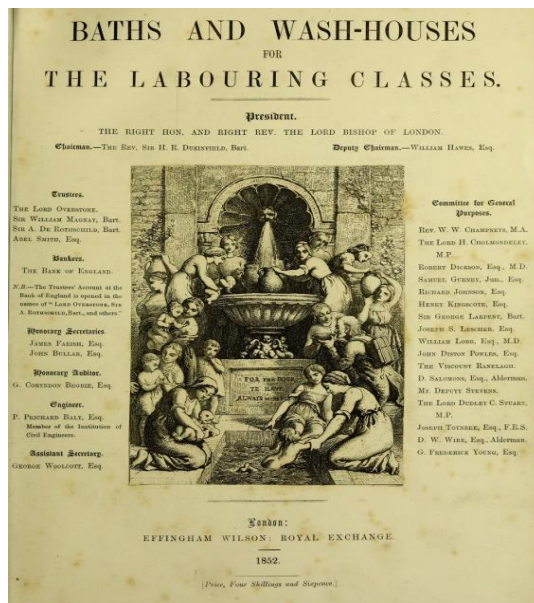 BATHS AND WASH-HOUSES
FOR
THE LABOURING CLASSES.
President.
THE RIGHT HON. AND RIGHT REV. THE LORD BISHOP OF LONDON.
Chairman.—The Rev. Sir H. R. Dukinfield, Bart.
Deputy Chairman.—William Hawes, Esq.
Trustees.
The Lord Overstone.
Sir William Magnay, Bart.
Sir A. De Rothschild, Bart.
Abel Smith, Esq.
Bankers.
The Bank of England.
N.B.—The Trustees' Account at the
Bank of England is opened in the
names of "Lord Overstone, Sir
A. Rothschild, Bart., and others."
Honorary Secretaries
James Farish, Esq.
John Bullar, Esq.
Honorary Auditor.
G. Coryndon Esq.
Engineer.
P. Prichard Baly, Esq.
Member of the Institution of
Civil Engineers.
Assistant Secretary.
George Woolcott, Esq.
FOR THE POOR
YE HAVE
ALWAYS
Committee for General
Purposes.
Rev. W. W. Champneys, M.A.
The Lord H. Cholmondeley,
M.P.
Robert Dickson, Esq., M.D.
Samuel Gurney, Jun., Esq.
Richard Johnson, Esq.
Henry Kingscote, Esq.
Sir George Larpent, Bart.
Joseph S. Lescher, Esq.
William Lord, Esq., M.D.
John Diston Powles, Esq.
The Viscount Ranelagh.
D. Salomons, Esq., Alderman.
Mr. Deputy Stevens.
The Lord Dudley C. Stuart,
M.P.
Joseph Toynbee, Esq., F.R.S.
D. W. Wire, Esq., Alderman.
G. Frederick Young, Esq.
London:
EFFINGHAM WILSON: ROYAL EXCHANGE.
1852.
[Price, Four Shillings and Sixpence.]